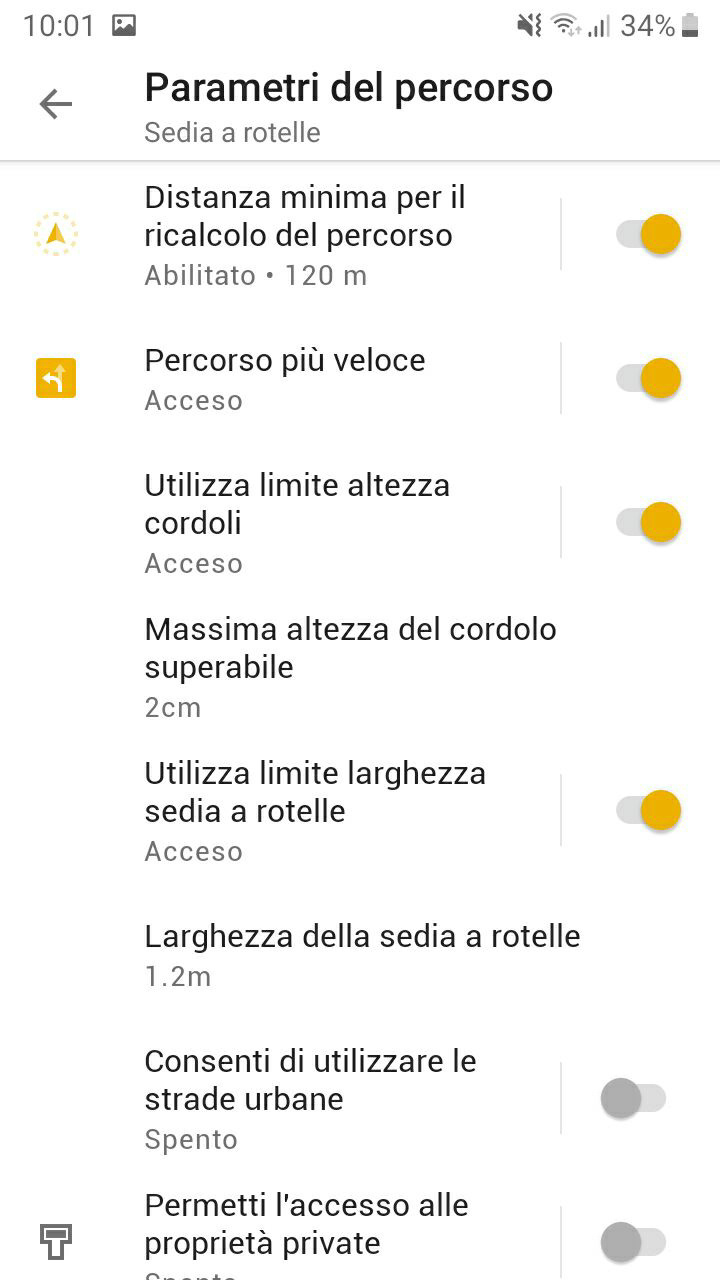 10:01
34%
Parametri del percorso
Sedia a rotelle
Distanza minima per il
ricalcolo del percorso
Abilitato • 120 m
Percorso più veloce
Acceso
Utilizza limite altezza
cordoli
Acceso
Massima altezza del cordolo
superabile
2cm
Utilizza limite larghezza
sedia a rotelle
Acceso
Larghezza della sedia a rotelle
1.2m
Consenti di utilizzare le
strade urbane
Spento
Permetti l'accesso alle
proprietà private
Spento